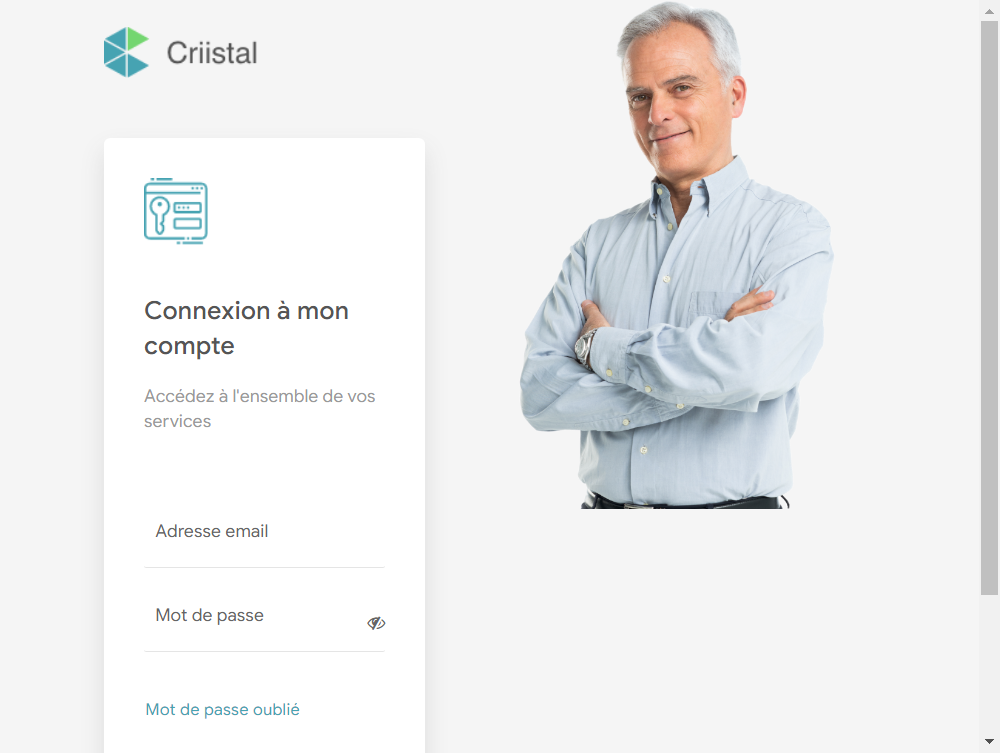 Criistal
Connexion à mon
compte
Accédez à l'ensemble de vos
services
Adresse email
Mot de passe
Mot de passe oublié